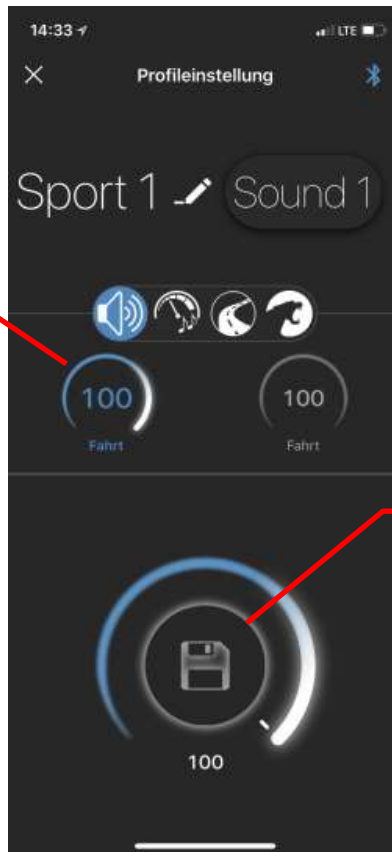 14:33
LTE
Profileinstellung
Sport 1
Sound 1
100
100
Fahrt
Fahrt
100